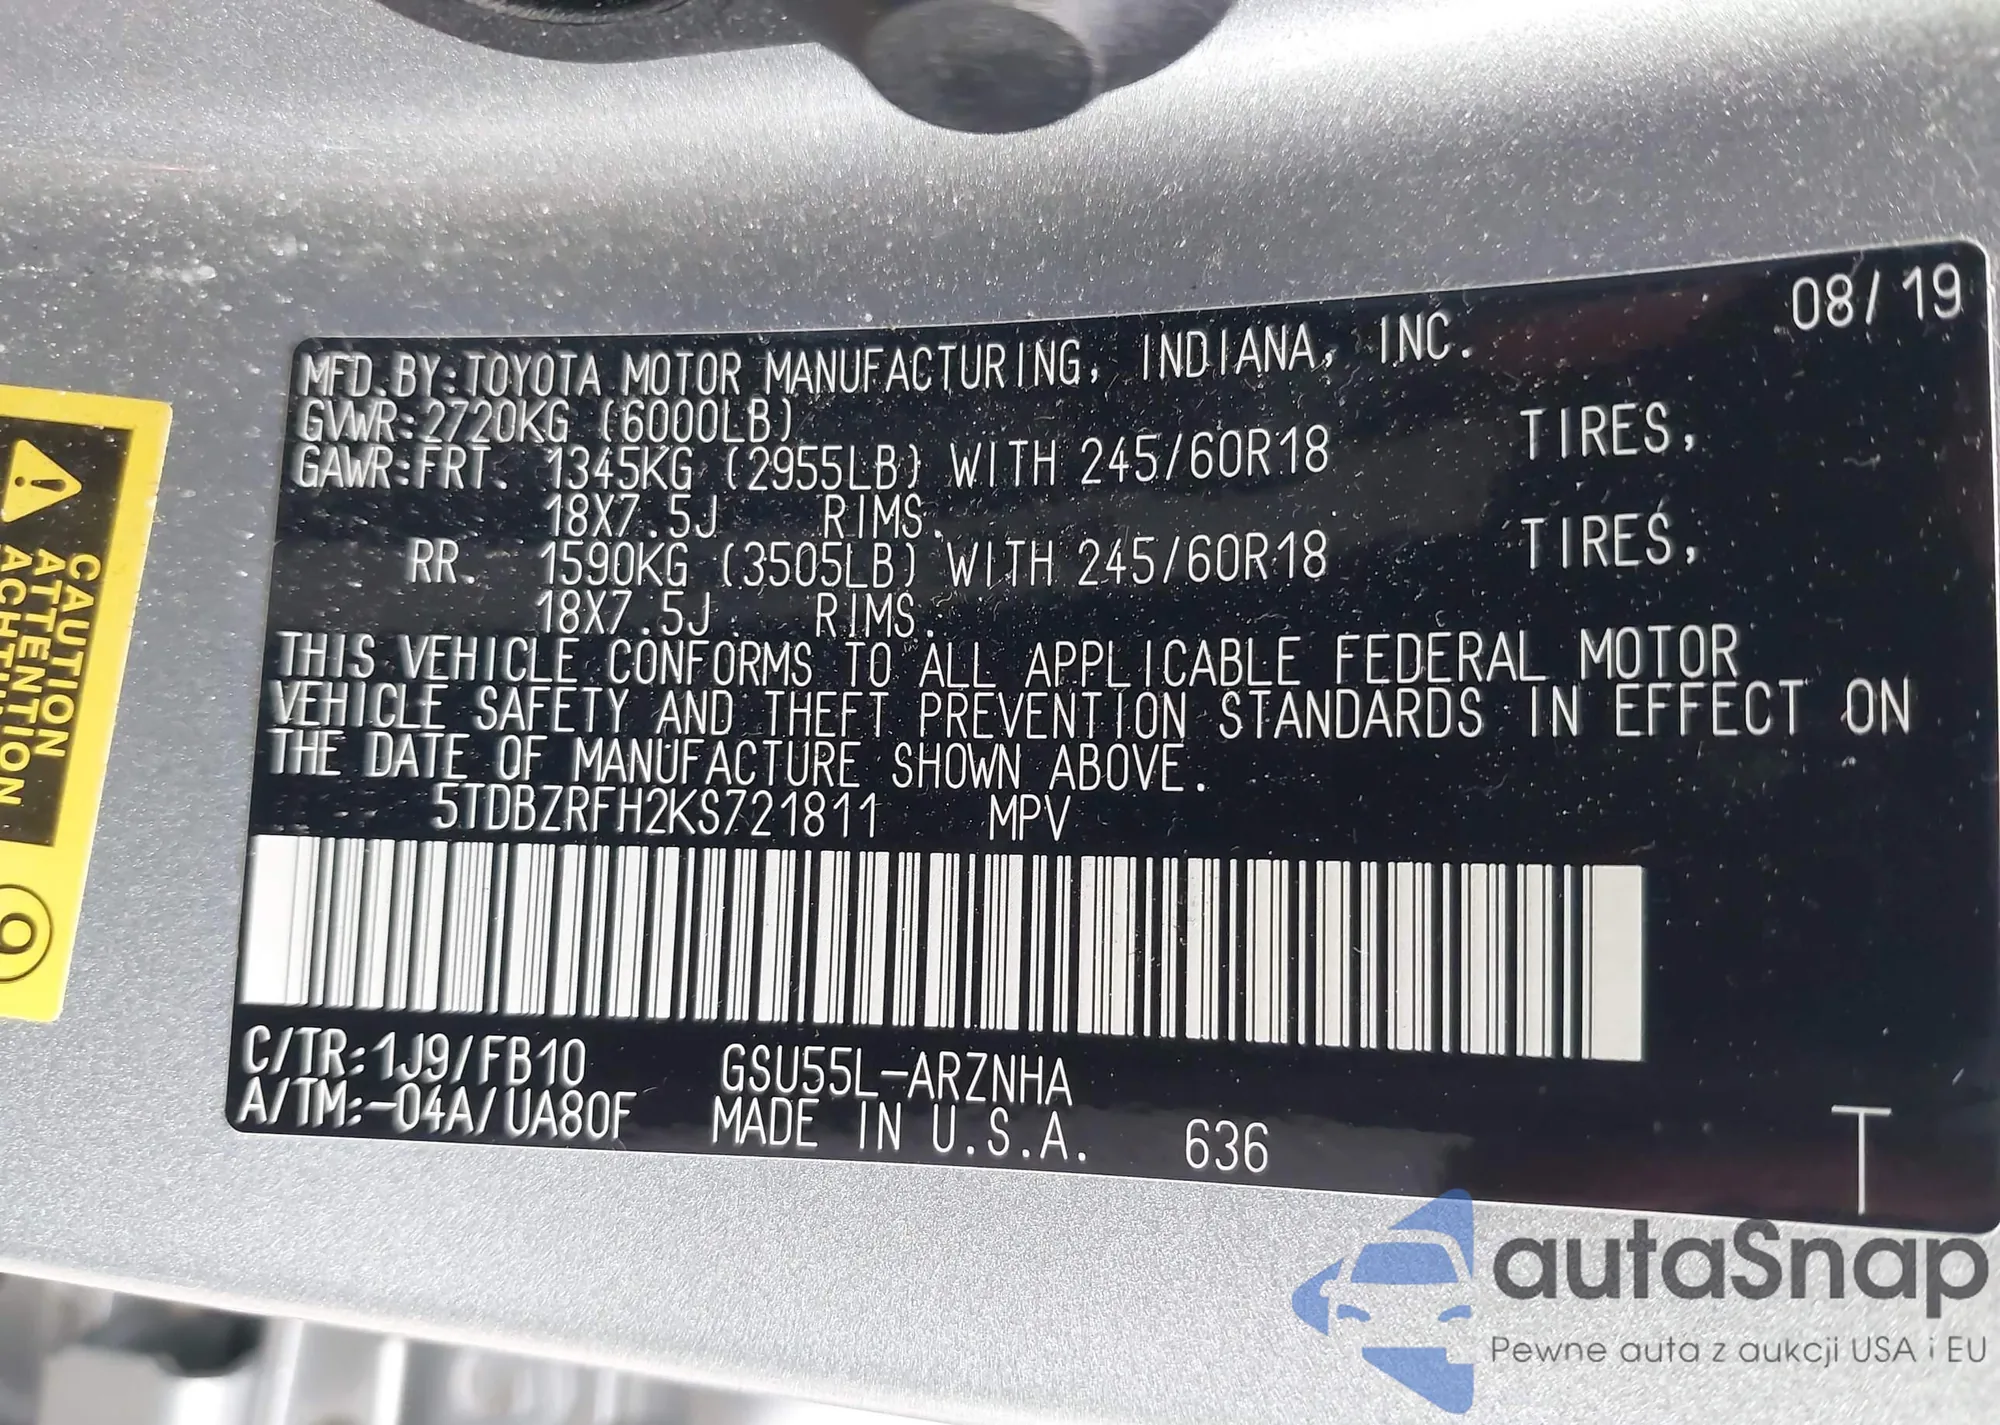 08/19
MFD.BY:TOYOTA MOTOR MANUFACTURING, INDIANA, INC.
GVWR:2720KG (6000LB)
GAWR:FRT. 1345KG (2955LB) WITH 245/60R18 TIRES,
18X7.5J RIMS.
RR. 1590KG (3505LB) WITH 245/60R18 TIRES,
18X7.5J RIMS.
THIS VEHICLE CONFORMS TO ALL APPLICABLE FEDERAL MOTOR
VEHICLE SAFETY AND THEFT PREVENTION STANDARDS IN EFFECT ON
THE DATE OF MANUFACTURE SHOWN ABOVE.
5TDBZRFH2KS721811 MPV
C/TR:1J9/FB10 GSU55L-ARZNHA
A/TM:-04A/UA80F MADE IN U.S.A. 636 T
CAUTION
ATTENTION
ACHTUNG
autaSnap
Pewne auta z aukcji USA i EU